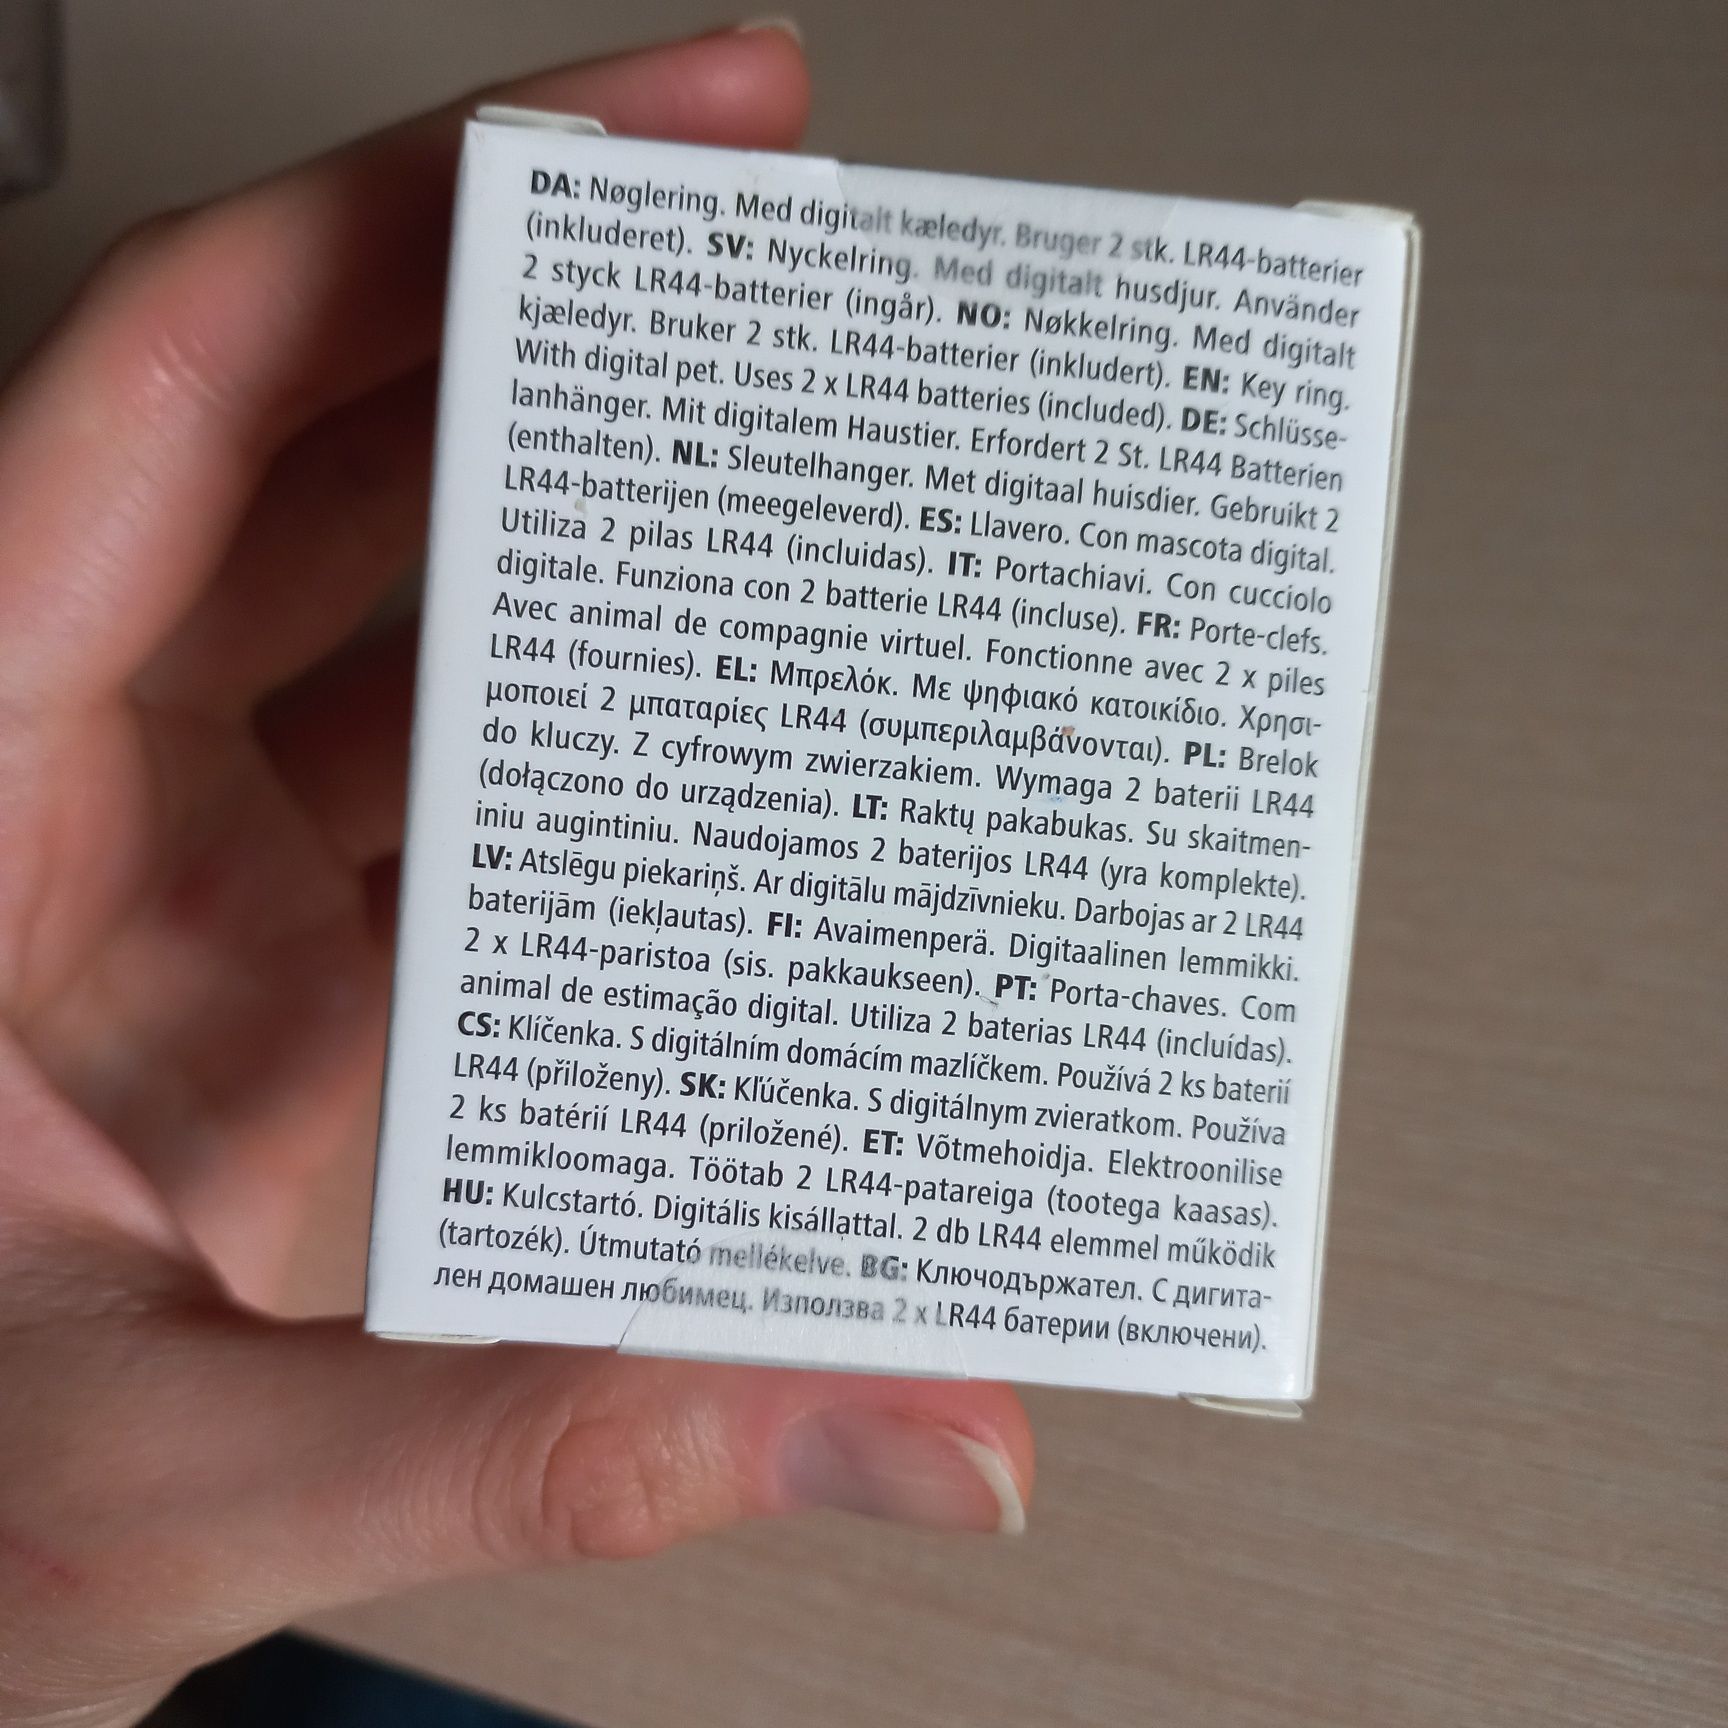 DA: Nøglering. Med digitalt kæledyr. Bruger 2 stk. LR44-batterier
(inkluderet). SV: Nyckelring. Med digitalt husdjur. Använder
2 styck LR44-batterier (ingår). NO: Nøkkelring. Med digitalt
kjæledyr. Bruker 2 stk. LR44-batterier (inkludert). EN: Key ring.
With digital pet. Uses 2 x LR44 batteries (included). DE: Schlüsse-
lanhänger. Mit digitalem Haustier. Erfordert 2 St. LR44 Batterien
(enthalten). NL: Sleutelhanger. Met digitaal huisdier. Gebruikt 2
LR44-batterijen (meegeleverd). ES: Llavero. Con mascota digital.
Utiliza 2 pilas LR44 (incluidas). IT: Portachiavi. Con cucciolo
digitale. Funziona con 2 batterie LR44 (incluse). FR: Porte-clefs.
Avec animal de compagnie virtuel. Fonctionne avec 2 x piles
LR44 (fournies). EL: Μπρελόκ. Με ψηφιακό κατοικίδιο. Χρησι-
μοποιεί 2 μπαταρίες LR44 (συμπεριλαμβάνονται). PL: Brelok
do kluczy. Z cyfrowym zwierzakiem. Wymaga 2 baterii LR44
(dołączono do urządzenia). LT: Raktų pakabukas. Su skaitmen-
iniu augintiniu. Naudojamos 2 baterijos LR44 (yra komplekte).
LV: Atslēgu piekariņš. Ar digitālu mājdzīvnieku. Darbojas ar 2 LR44
baterijām (iekļautas). FI: Avaimenperä. Digitaalinen lemmikki.
2 x LR44-paristoa (sis. pakkaukseen). PT: Porta-chaves. Com
animal de estimação digital. Utiliza 2 baterias LR44 (incluídas).
CS: Klíčenka. S digitálním domácím mazlíčkem. Používá 2 ks baterií
LR44 (přiloženy). SK: Kľúčenka. S digitálnym zvieratkom. Používa
2 ks batérií LR44 (priložené). ET: Võtmehoidja. Elektroonilise
lemmikloomaga. Töötab 2 LR44-patareiga (tootega kaasas).
HU: Kulcstartó. Digitális kisállattal. 2 db LR44 elemmel működik
(tartozék). Útmutató mellékelve. BG: Ключодържател. С дигита-
лен домашен любимец. Използва 2 x LR44 батерии (включени).